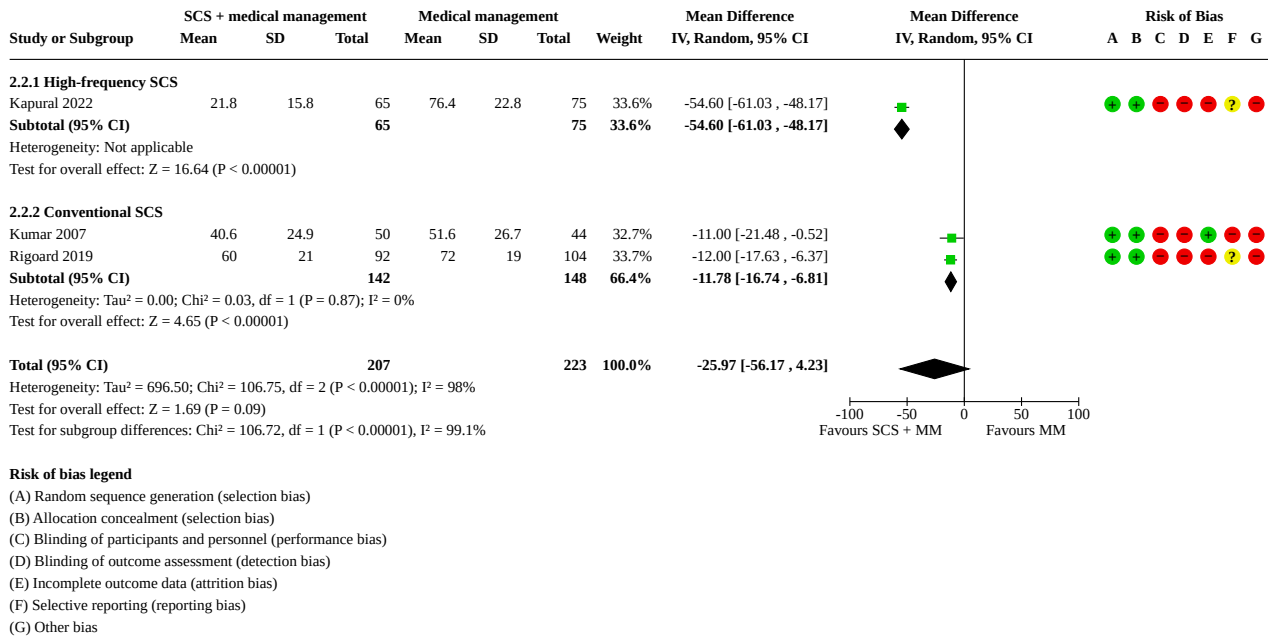 SCS + medical management Medical management Mean Difference Mean Difference Risk of Bias
Study or Subgroup Mean SD Total Mean SD Total Weight IV, Random, 95% CI IV, Random, 95% CI A B C D E F G
2.2.1 High-frequency SCS
Kapural 2022 21.8 15.8 65 76.4 22.8 75 33.6% -54.60 [-61.03 , -48.17] + + − − − ? −
Subtotal (95% CI) 65 75 33.6% -54.60 [-61.03 , -48.17]
Heterogeneity: Not applicable
Test for overall effect: Z = 16.64 (P < 0.00001)
2.2.2 Conventional SCS
Kumar 2007 40.6 24.9 50 51.6 26.7 44 32.7% -11.00 [-21.48 , -0.52] + + − − + − −
Rigoard 2019 60 21 92 72 19 104 33.7% -12.00 [-17.63 , -6.37] + + − − − ? −
Subtotal (95% CI) 142 148 66.4% -11.78 [-16.74 , -6.81]
Heterogeneity: Tau² = 0.00; Chi² = 0.03, df = 1 (P = 0.87); I² = 0%
Test for overall effect: Z = 4.65 (P < 0.00001)
Total (95% CI) 207 223 100.0% -25.97 [-56.17 , 4.23]
Heterogeneity: Tau² = 696.50; Chi² = 106.75, df = 2 (P < 0.00001); I² = 98%
Test for overall effect: Z = 1.69 (P = 0.09)
-100 -50 0 50 100
Test for subgroup differences: Chi² = 106.72, df = 1 (P < 0.00001), I² = 99.1%
Favours SCS + MM Favours MM
Risk of bias legend
(A) Random sequence generation (selection bias)
(B) Allocation concealment (selection bias)
(C) Blinding of participants and personnel (performance bias)
(D) Blinding of outcome assessment (detection bias)
(E) Incomplete outcome data (attrition bias)
(F) Selective reporting (reporting bias)
(G) Other bias